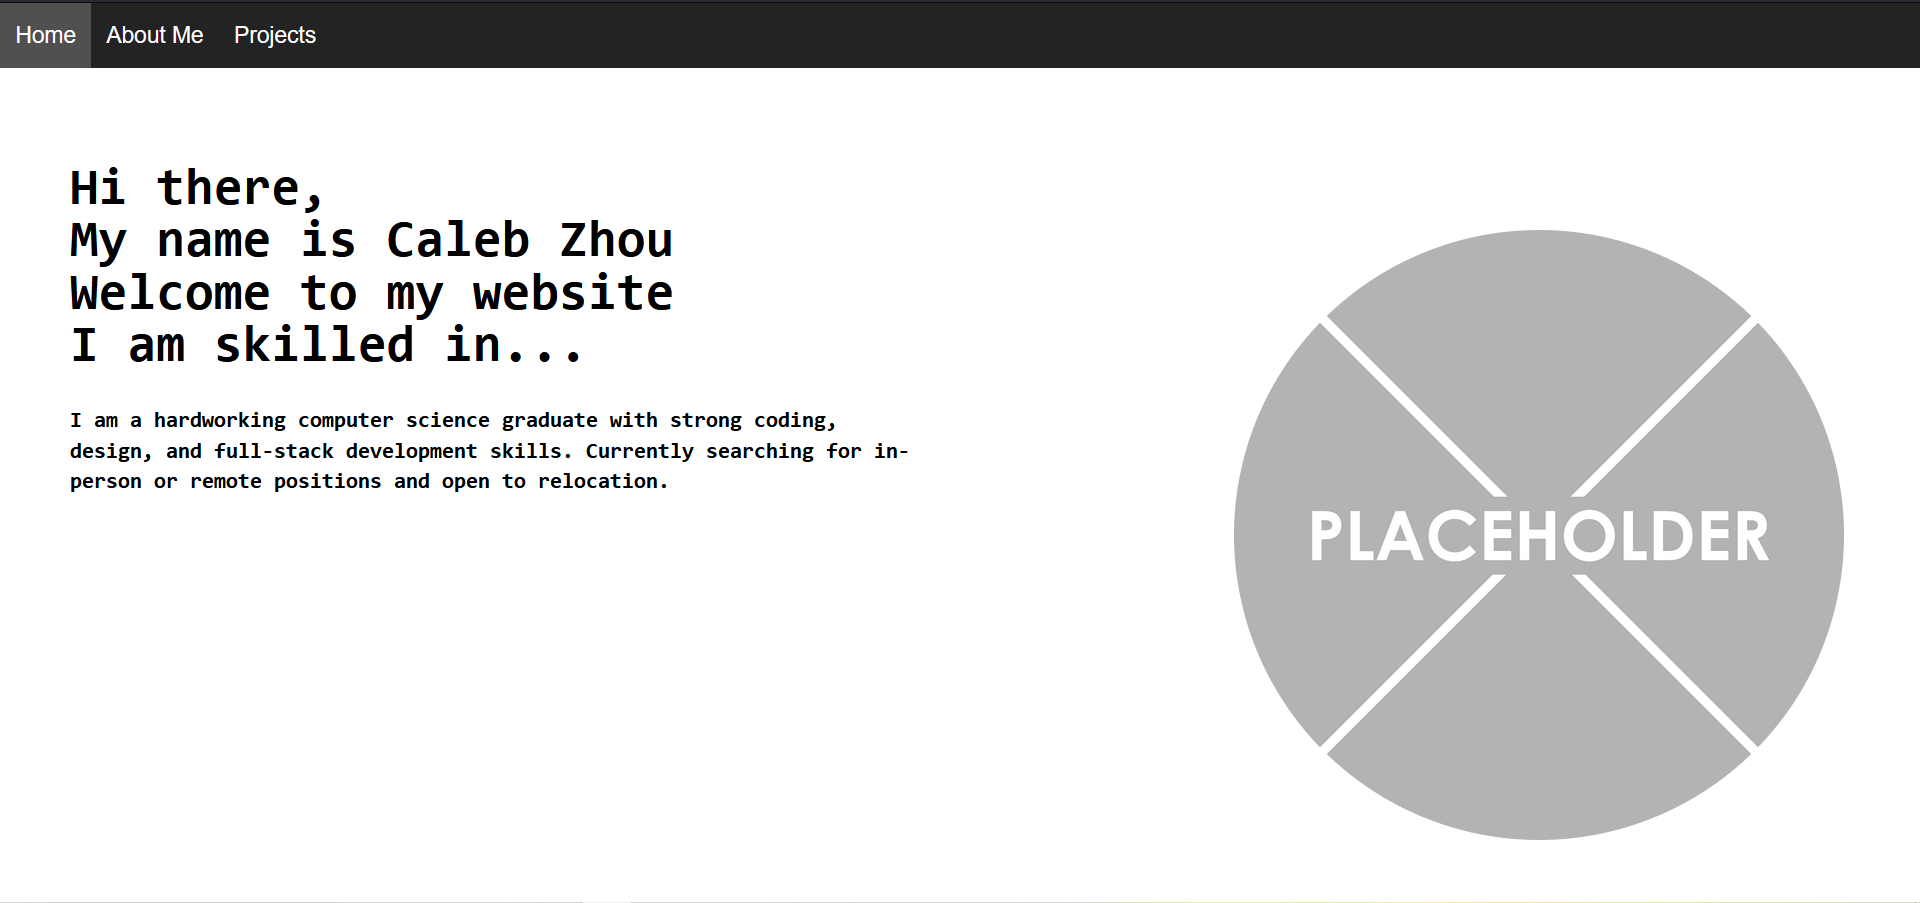 Home About Me Projects
Hi there,
My name is Caleb Zhou
Welcome to my website
I am skilled in...
I am a hardworking computer science graduate with strong coding,
design, and full-stack development skills. Currently searching for in-
person or remote positions and open to relocation.
PLACEHOLDER